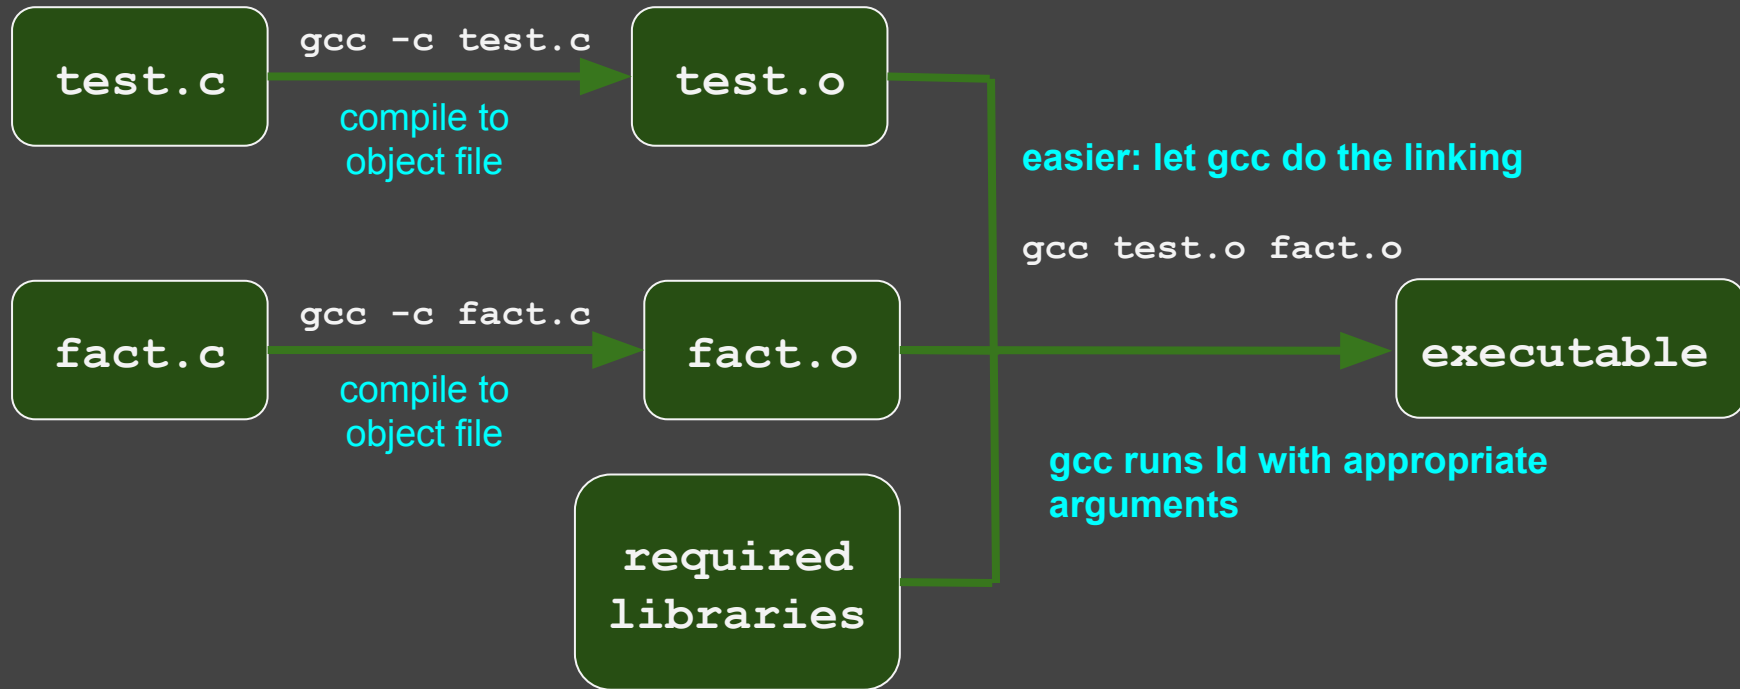 test.c
gcc -c test.c
compile to
object file
test.o
easier: let gcc do the linking
gcc test.o fact.o
fact.c
gcc -c fact.c
compile to
object file
fact.o
executable
gcc runs ld with appropriate
arguments
required
libraries